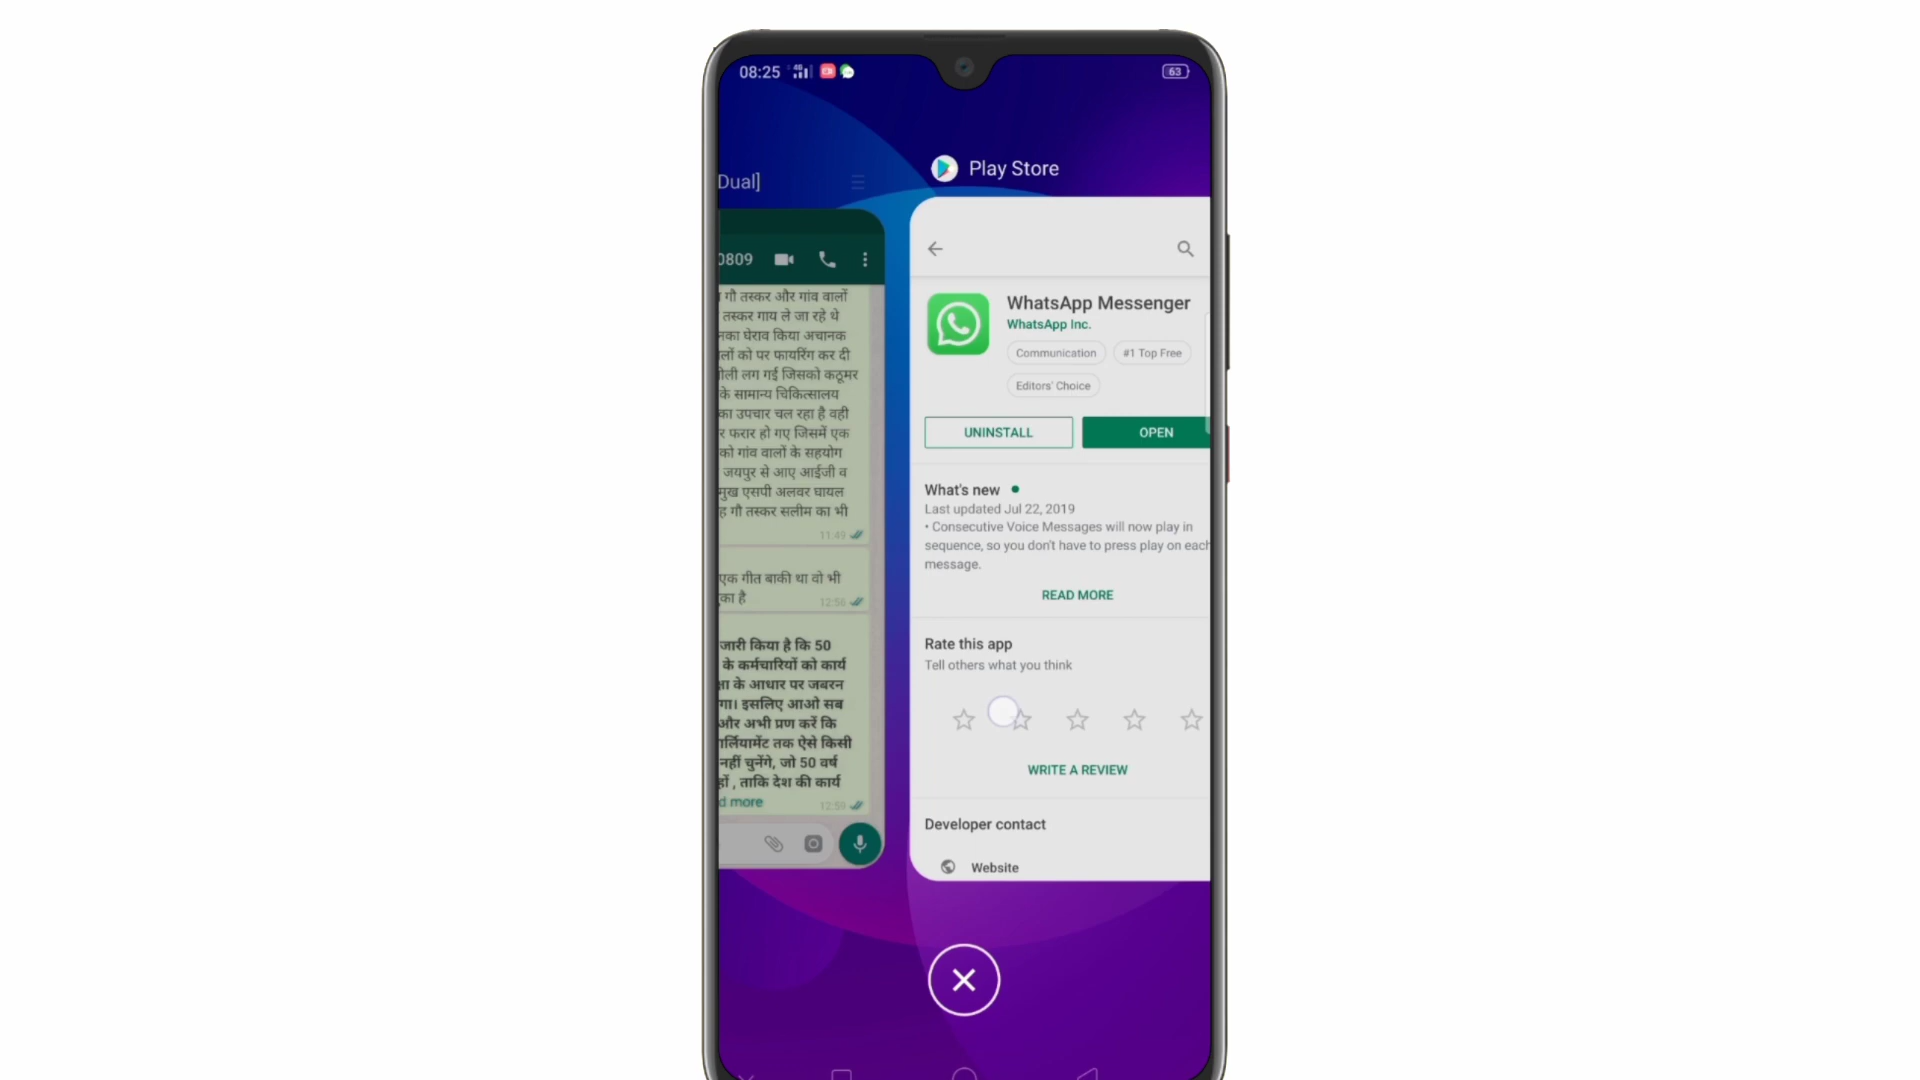 08:25
4G
63
Dual]
0809
गौ तस्कर और गांव वालों
तस्कर गाय ले जा रहे थे
नका घेराव किया अचानक
लों को पर फायरिंग कर दी
ोली लग गई जिसको कठूमर
के सामान्य चिकित्सालय
का उपचार चल रहा है वही
र फरार हो गए जिसमें एक
को गांव वालों के सहयोग
जयपुर से आए आईजी व
मुख एसपी अलवर घायल
ह गौ तस्कर सलीम का भी
11:49
एक गीत बाकी था वो भी
ुका है
12:58
जारी किया है कि 50
के कर्मचारियों को कार्य
के आधार पर जबरन
गा। इसलिए आओ सब
और अभी प्रण करें कि
ार्लियामेंट तक ऐसे किसी
नहीं चुनेंगे, जो 50 वर्ष
हों , ताकि देश की कार्य
d more
12:59
Play Store
WhatsApp Messenger
WhatsApp Inc.
Communication
#1 Top Free
Editors' Choice
UNINSTALL
OPEN
What's new
Last updated Jul 22, 2019
• Consecutive Voice Messages will now play in
sequence, so you don't have to press play on each
message.
READ MORE
Rate this app
Tell others what you think
WRITE A REVIEW
Developer contact
Website